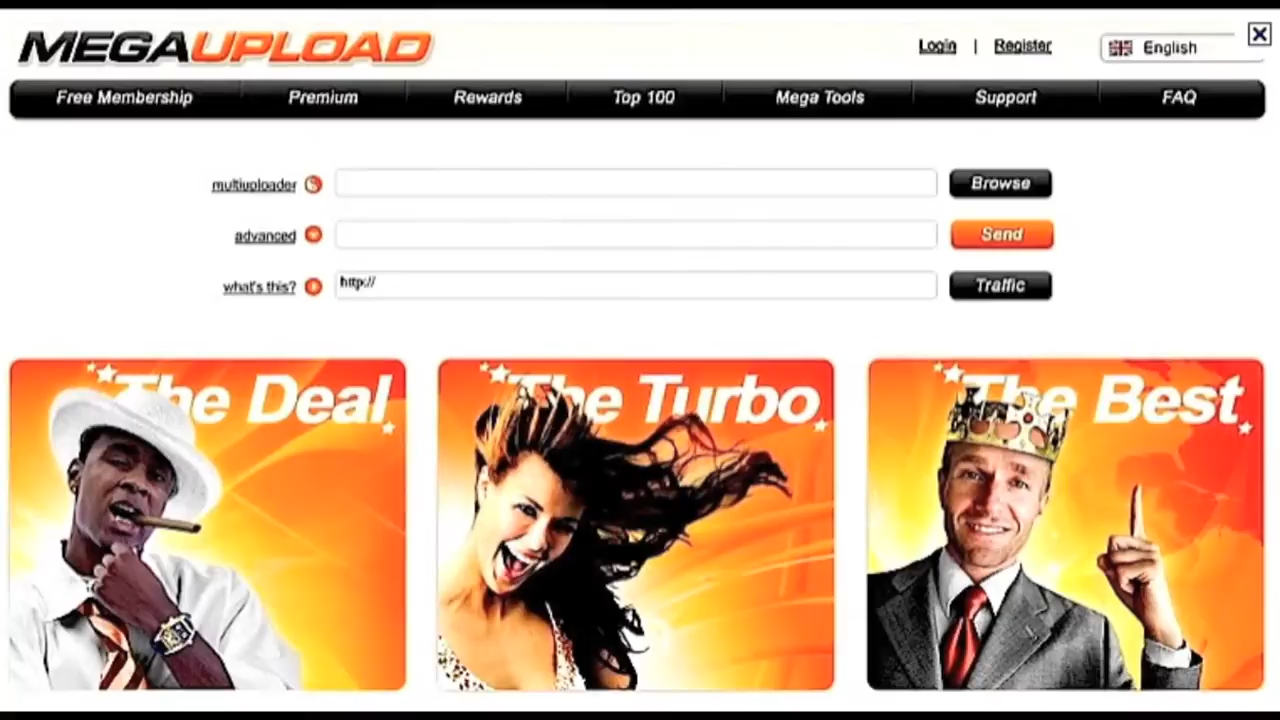 MEGAUPLOAD
Login | Register
English
Free Membership Premium Rewards Top 100 Mega Tools Support FAQ
multiuploader Browse
advanced Send
what's this? http:// Traffic
The Deal
The Turbo
The Best